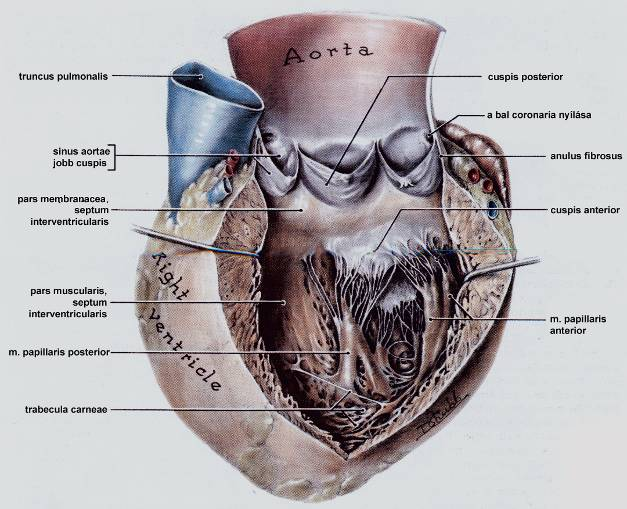 Aorta
truncus pulmonalis
cuspis posterior
a bal coronaria nyílása
sinus aortae
jobb cuspis
anulus fibrosus
pars membranacea,
septum
interventricularis
cuspis anterior
Right
ventricle
pars muscularis,
septum
interventricularis
m. papillaris
anterior
m. papillaris posterior
trabecula carneae